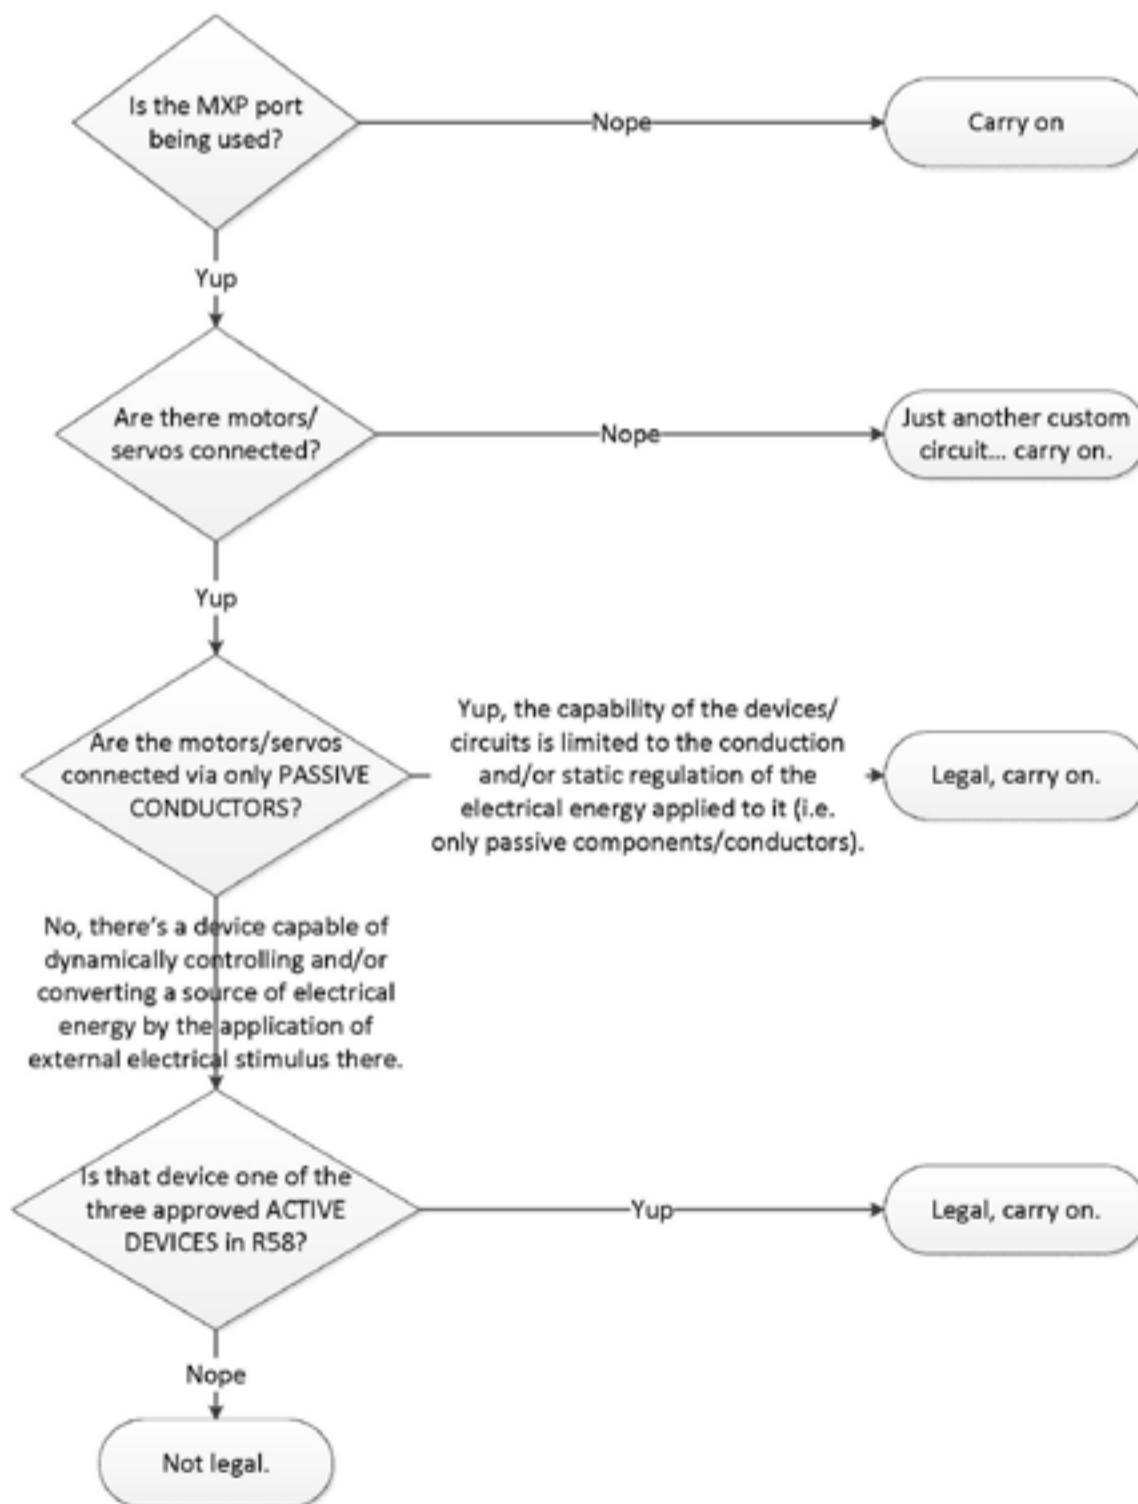 Is the MXP port
being used?
Nope
Carry on
Yup
Are there motors/
servos connected?
Nope
Just another custom
circuit... carry on.
Yup
Are the motors/servos
connected via only PASSIVE
CONDUCTORS?
Yup, the capability of the devices/
circuits is limited to the conduction
and/or static regulation of the
electrical energy applied to it (i.e.
only passive components/conductors).
Legal, carry on.
No, there's a device capable of
dynamically controlling and/or
converting a source of electrical
energy by the application of
external electrical stimulus there.
Is that device one of the
three approved ACTIVE
DEVICES in R58?
Yup
Legal, carry on.
Nope
Not legal.